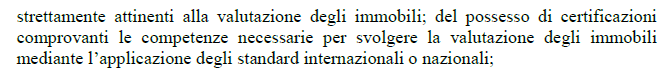 strettamente attinenti alla valutazione degli immobili; del possesso di certificazioni
comprovanti le competenze necessarie per svolgere la valutazione degli immobili
mediante l’applicazione degli standard internazionali o nazionali;